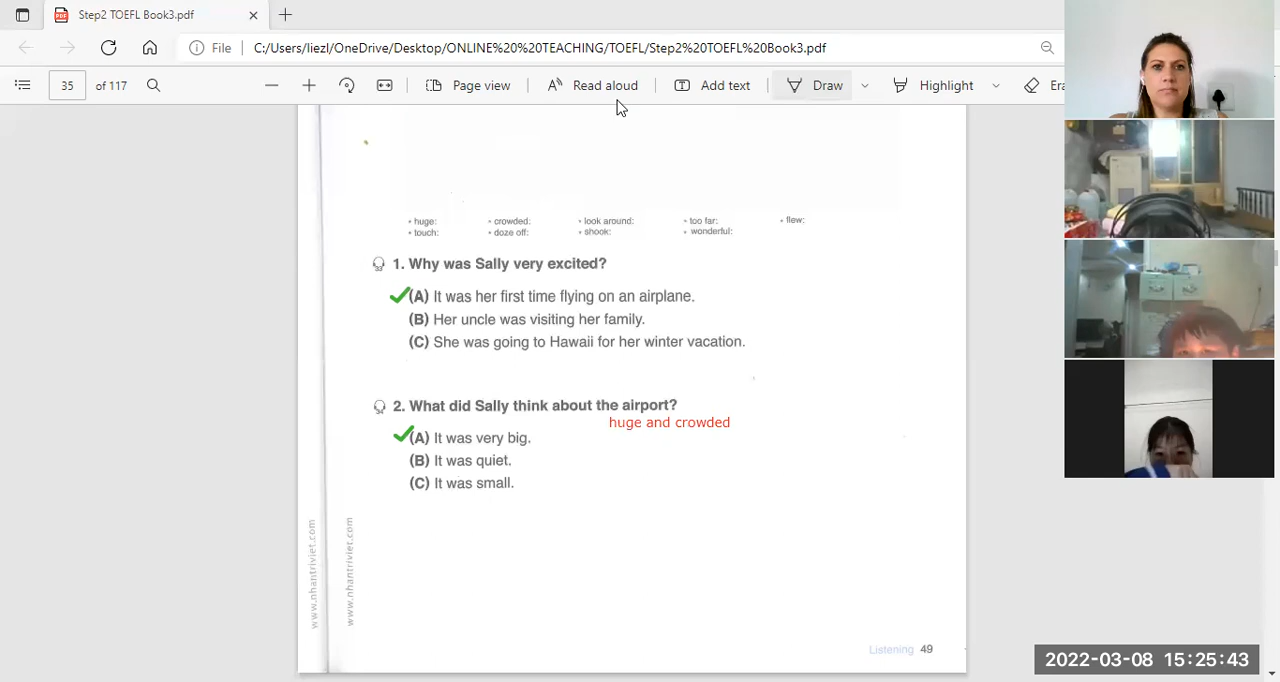 Step2 TOEFL Book3.pdf
File C:/Users/liezl/OneDrive/Desktop/ONLINE%20%20TEACHING/TOEFL/Step2%20TOEFL%20Book3.pdf
35 of 117 Page view Read aloud Add text Draw Highlight Era
• huge: • crowded: • look around: • too far: • flew:
• touch: • doze off: • shook: • wonderful:
1. Why was Sally very excited?
(A) It was her first time flying on an airplane.
(B) Her uncle was visiting her family.
(C) She was going to Hawaii for her winter vacation.
2. What did Sally think about the airport?
huge and crowded
(A) It was very big.
(B) It was quiet.
(C) It was small.
www.nhantriviet.com
www.nhantriviet.com
Listening 49
2022-03-08 15:25:43